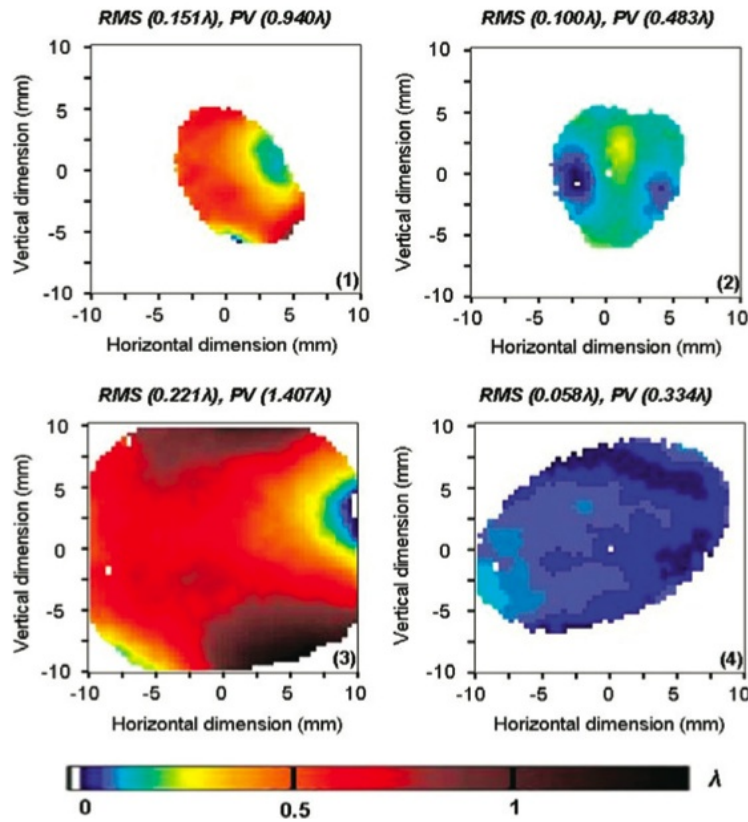 RMS (0.151λ), PV (0.940λ)
RMS (0.100λ), PV (0.483λ)
Vertical dimension (mm)
10
5
0
-5
-10
(1)
-10 -5 0 5 10
Horizontal dimension (mm)
Vertical dimension (mm)
10
5
0
-5
-10
(2)
-10 -5 0 5 10
Horizontal dimension (mm)
RMS (0.221λ), PV (1.407λ)
RMS (0.058λ), PV (0.334λ)
Vertical dimension (mm)
10
5
0
-5
-10
(3)
-10 -5 0 5 10
Horizontal dimension (mm)
Vertical dimension (mm)
10
5
0
-5
-10
(4)
-10 -5 0 5 10
Horizontal dimension (mm)
λ
0 0.5 1